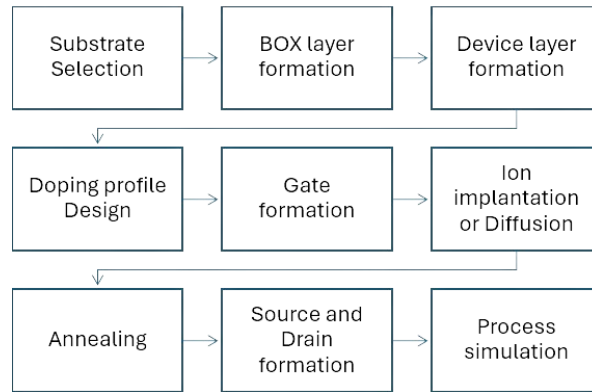 Substrate
Selection
BOX layer
formation
Device layer
formation
Doping profile
Design
Gate
formation
Ion
implantation
or Diffusion
Annealing
Source and
Drain
formation
Process
simulation